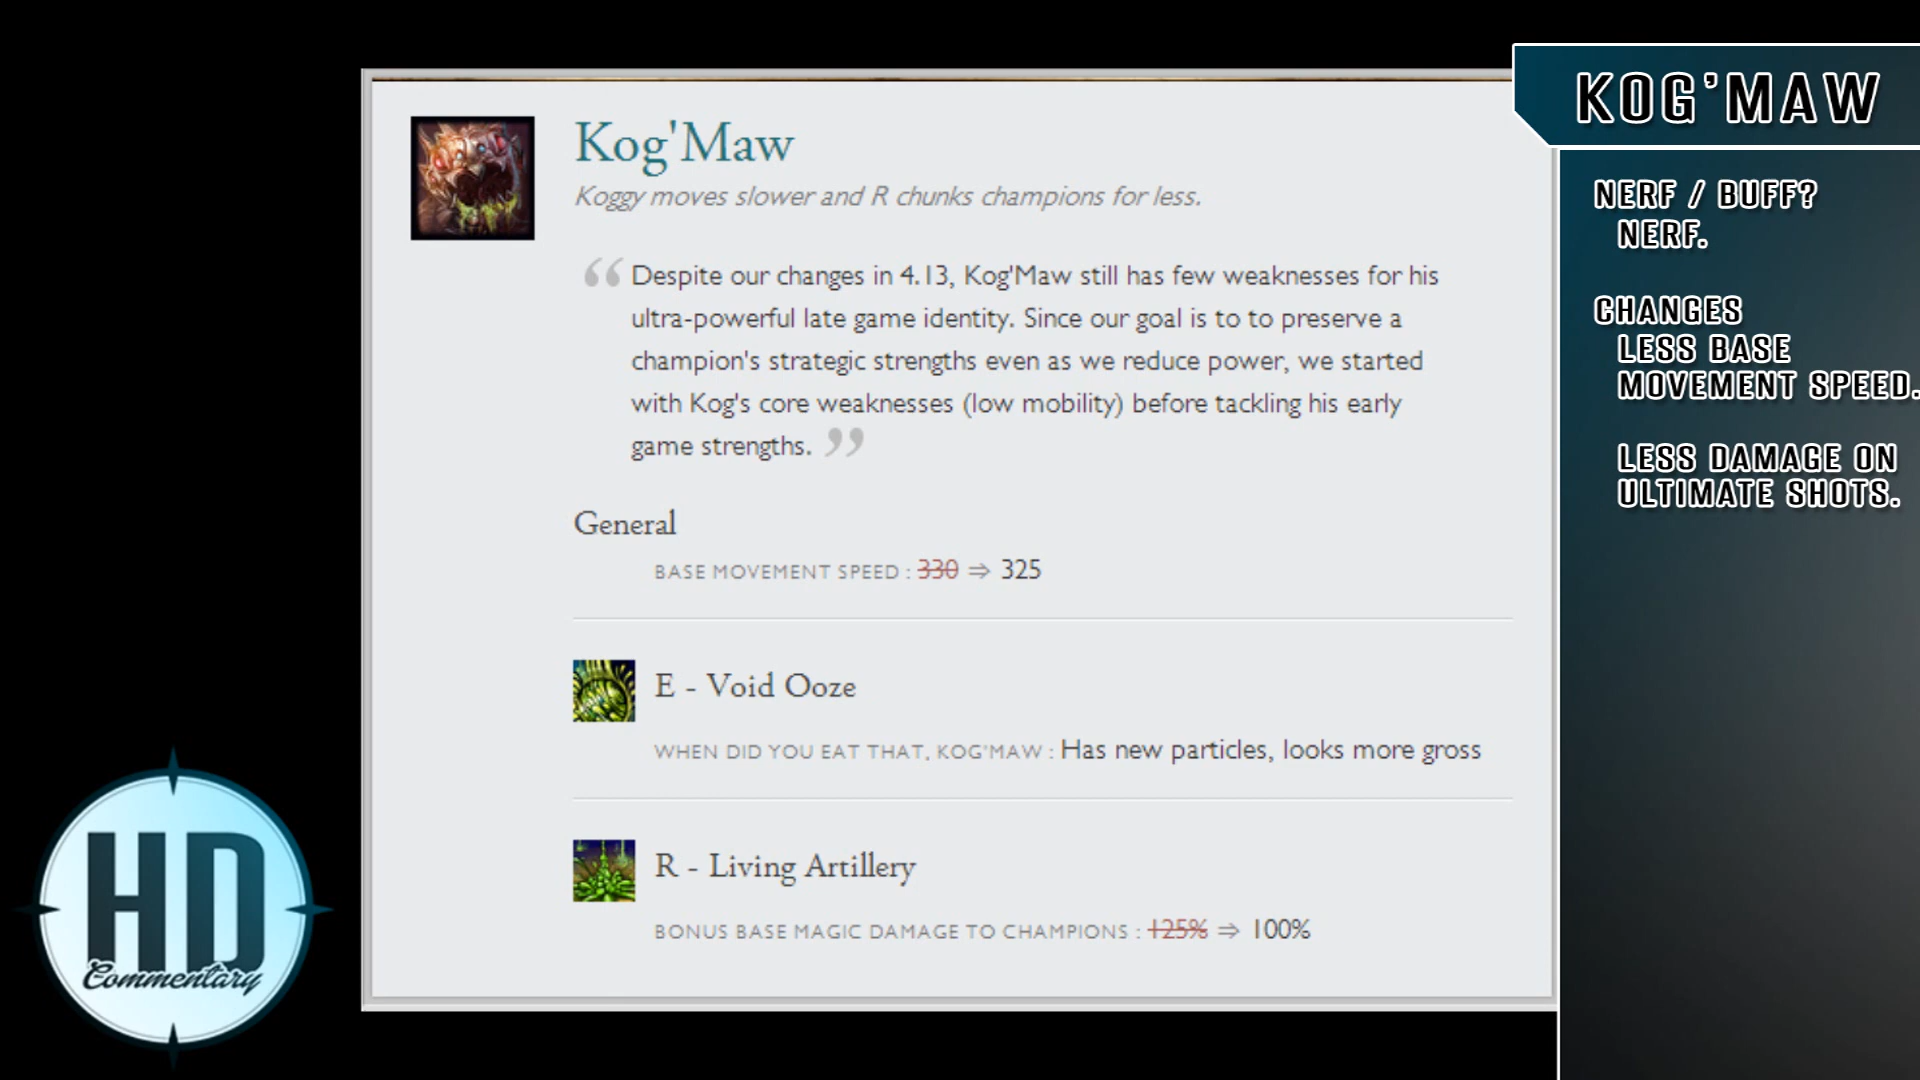 Kog'Maw
Koggy moves slower and R chunks champions for less.
“ Despite our changes in 4.13, Kog'Maw still has few weaknesses for his
ultra-powerful late game identity. Since our goal is to to preserve a
champion's strategic strengths even as we reduce power, we started
with Kog's core weaknesses (low mobility) before tackling his early
game strengths. ”
General
BASE MOVEMENT SPEED : 330 ⇒ 325
E - Void Ooze
WHEN DID YOU EAT THAT, KOG'MAW : Has new particles, looks more gross
R - Living Artillery
BONUS BASE MAGIC DAMAGE TO CHAMPIONS : 125% ⇒ 100%
KOG'MAW
NERF / BUFF?
NERF.
CHANGES
LESS BASE
MOVEMENT SPEED.
LESS DAMAGE ON
ULTIMATE SHOTS.
HD
Commentary